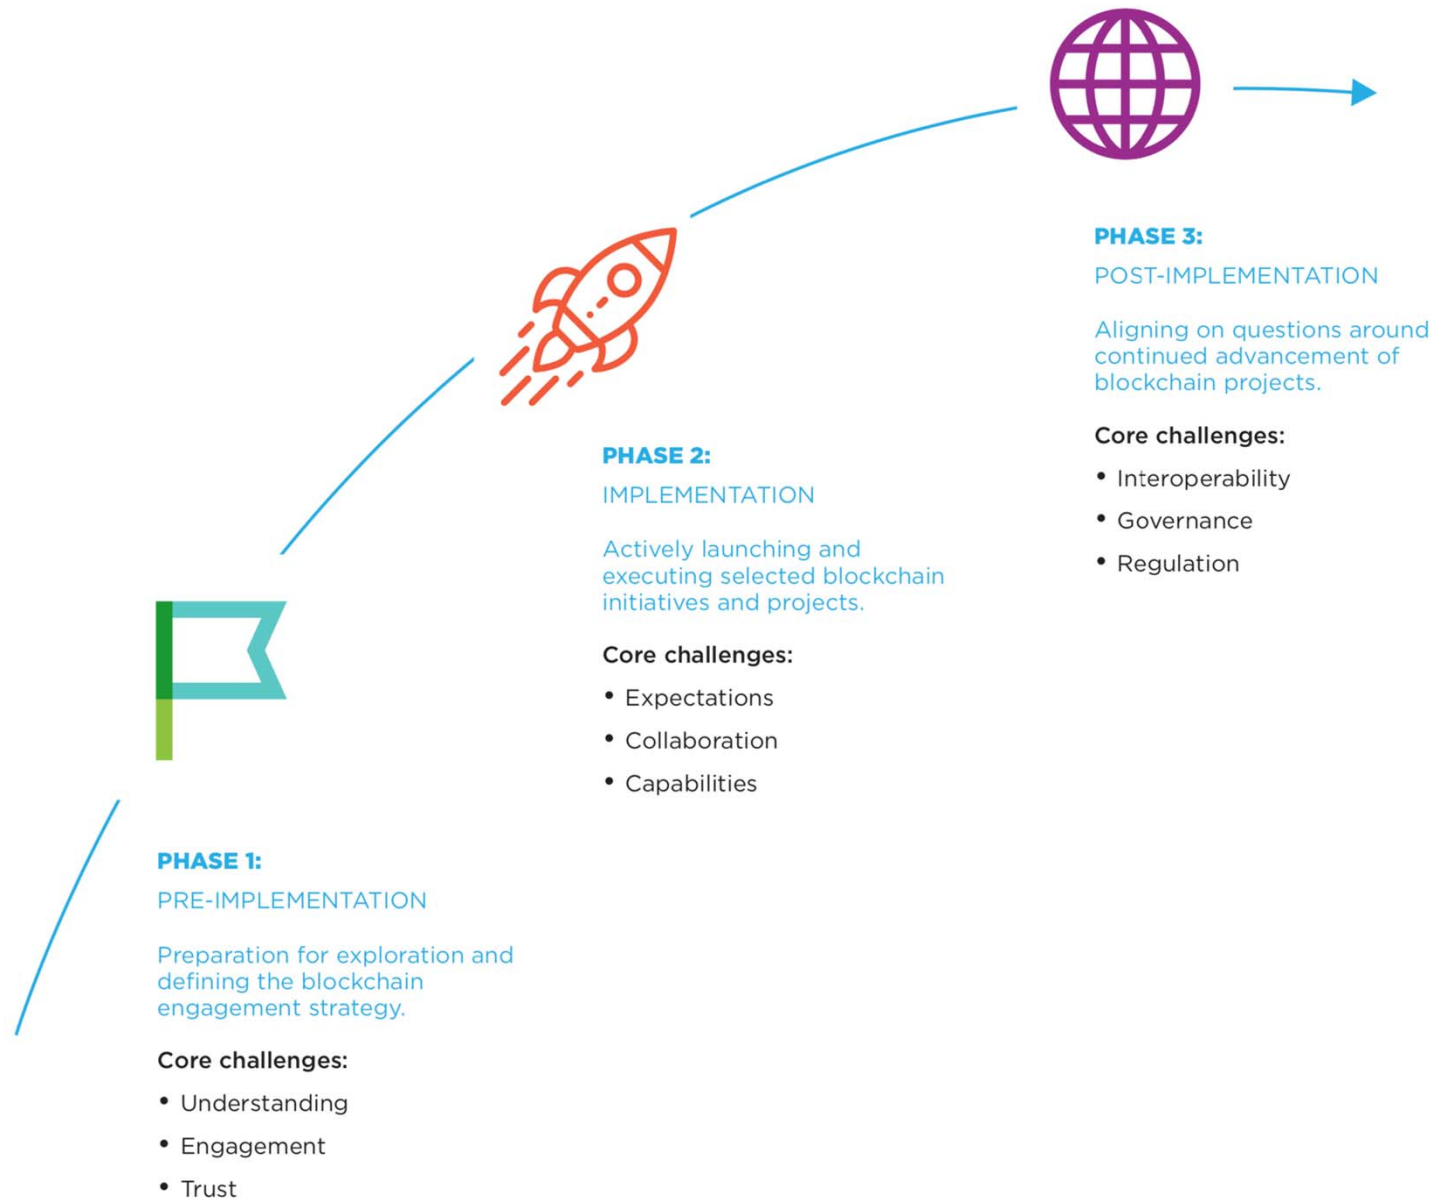 PHASE 1:
PRE-IMPLEMENTATION
Preparation for exploration and
defining the blockchain
engagement strategy.
Core challenges:
• Understanding
• Engagement
• Trust
PHASE 2:
IMPLEMENTATION
Actively launching and
executing selected blockchain
initiatives and projects.
Core challenges:
• Expectations
• Collaboration
• Capabilities
PHASE 3:
POST-IMPLEMENTATION
Aligning on questions around
continued advancement of
blockchain projects.
Core challenges:
• Interoperability
• Governance
• Regulation